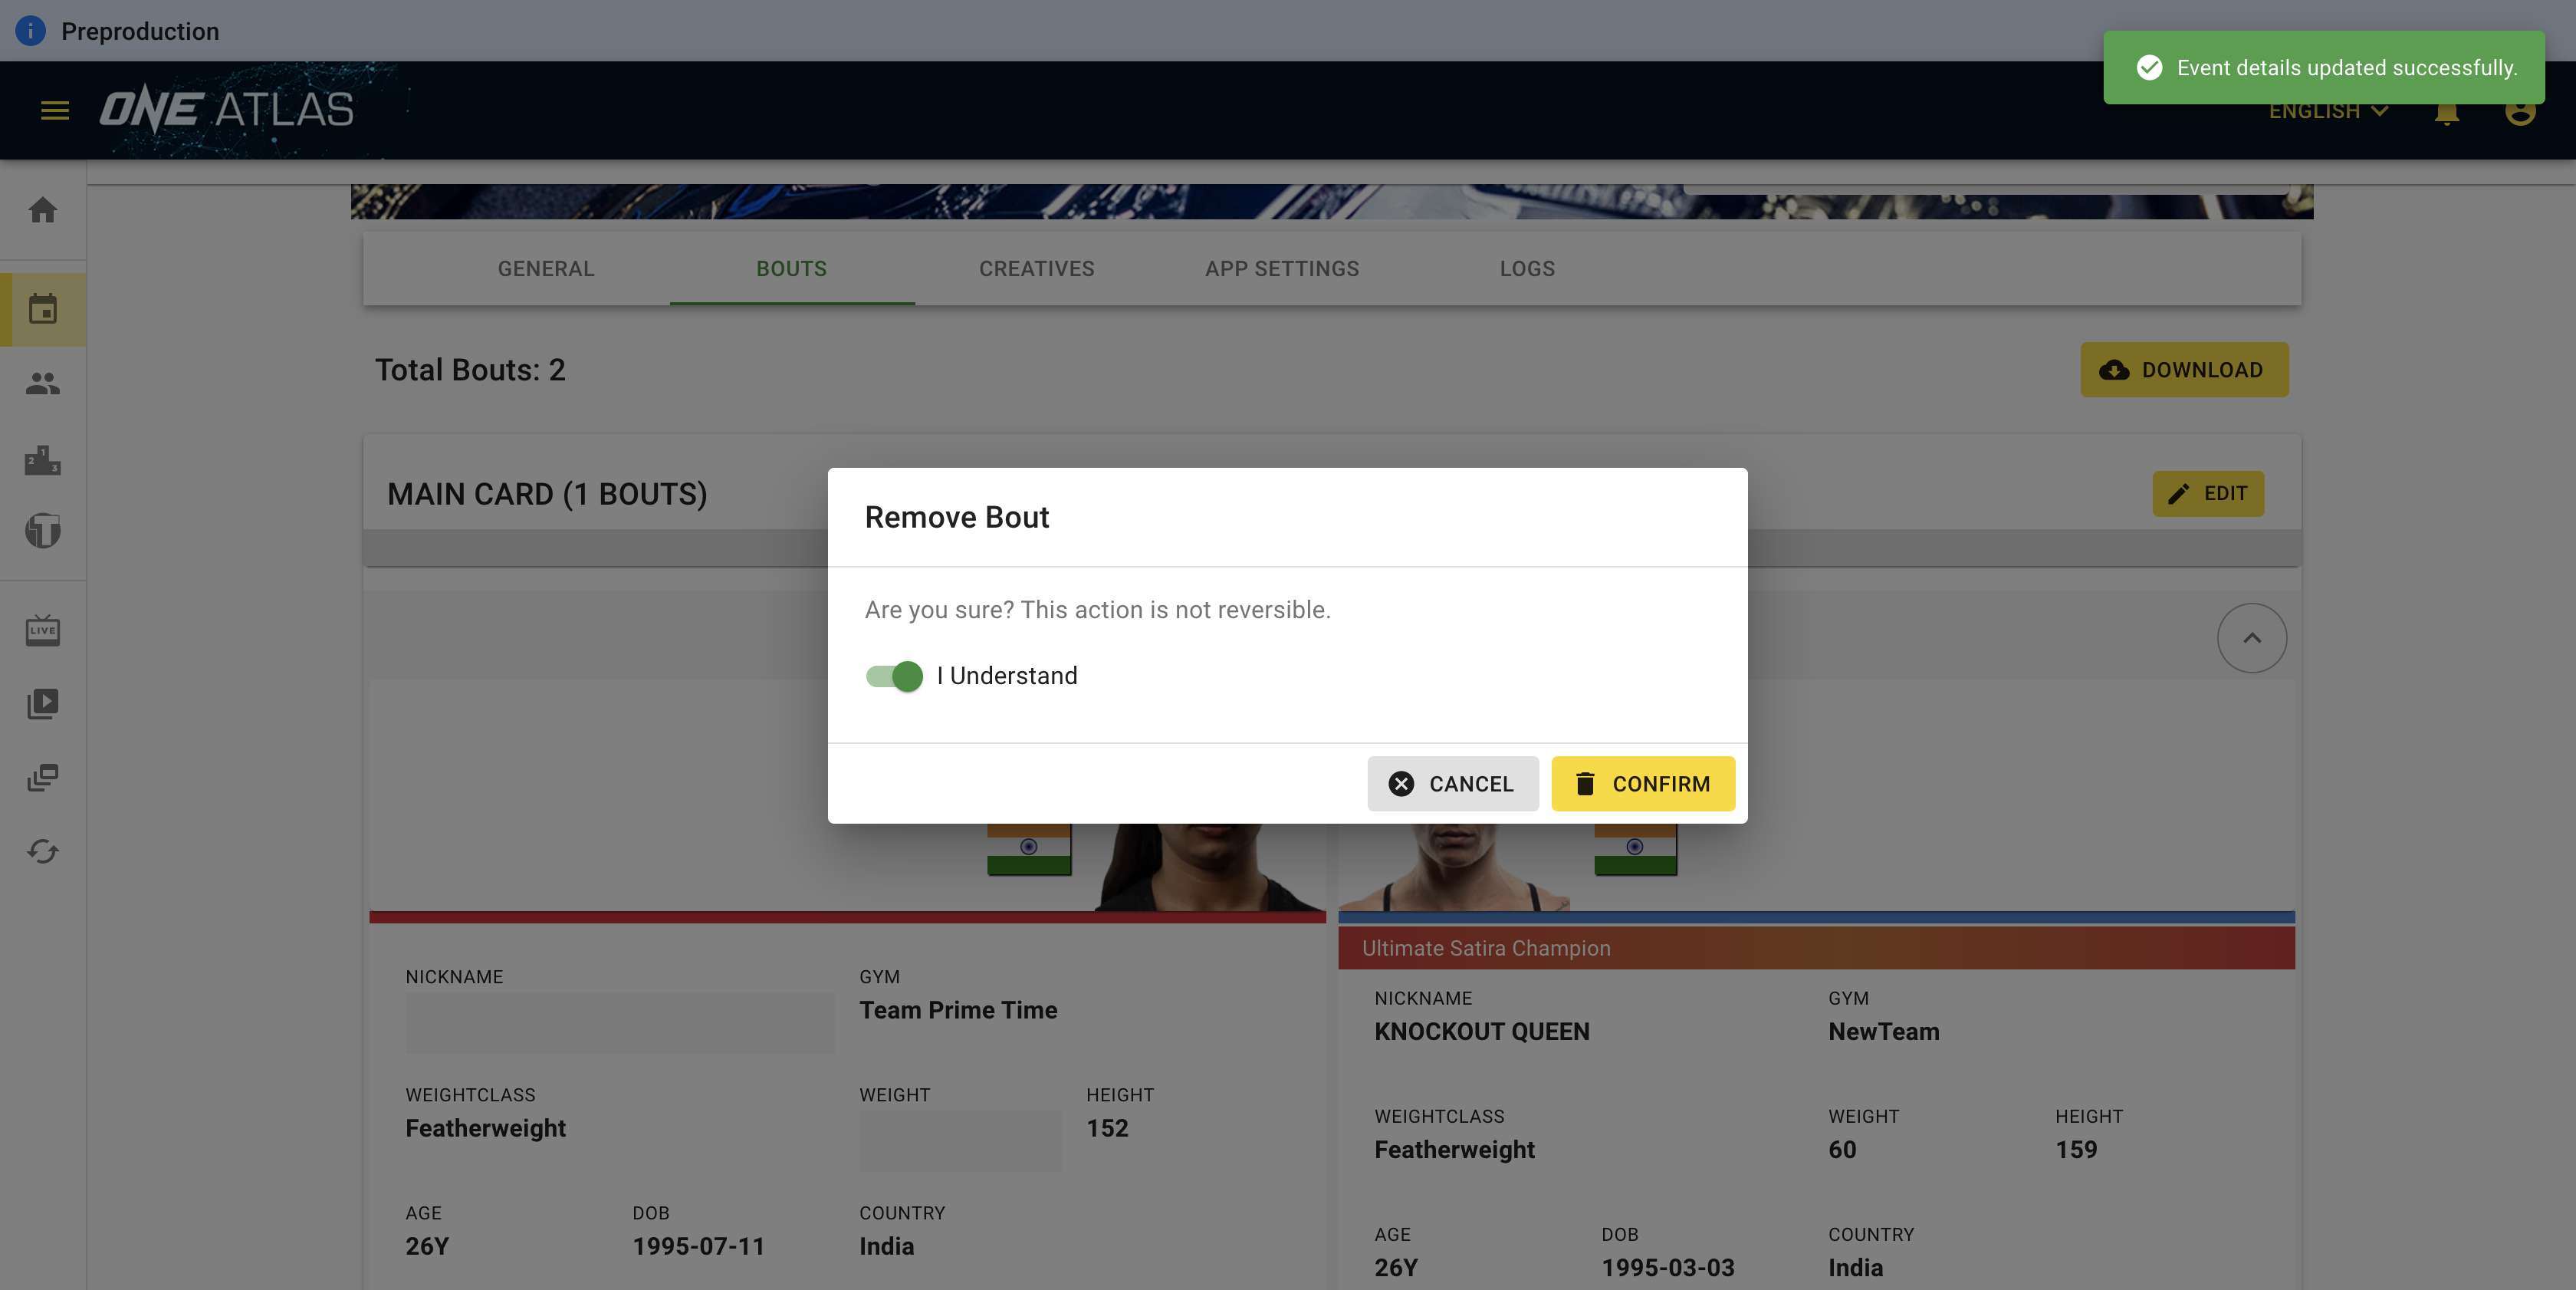 Preproduction
Event details updated successfully.
ONE ATLAS
ENGLISH
GENERAL
BOUTS
CREATIVES
APP SETTINGS
LOGS
Total Bouts: 2
DOWNLOAD
MAIN CARD (1 BOUTS)
EDIT
Remove Bout
Are you sure? This action is not reversible.
I Understand
CANCEL
CONFIRM
2 1 3
T
LIVE
Ultimate Satira Champion
NICKNAME
GYM
Team Prime Time
WEIGHTCLASS
Featherweight
WEIGHT
HEIGHT
152
AGE
26Y
DOB
1995-07-11
COUNTRY
India
NICKNAME
KNOCKOUT QUEEN
GYM
NewTeam
WEIGHTCLASS
Featherweight
WEIGHT
60
HEIGHT
159
AGE
26Y
DOB
1995-03-03
COUNTRY
India